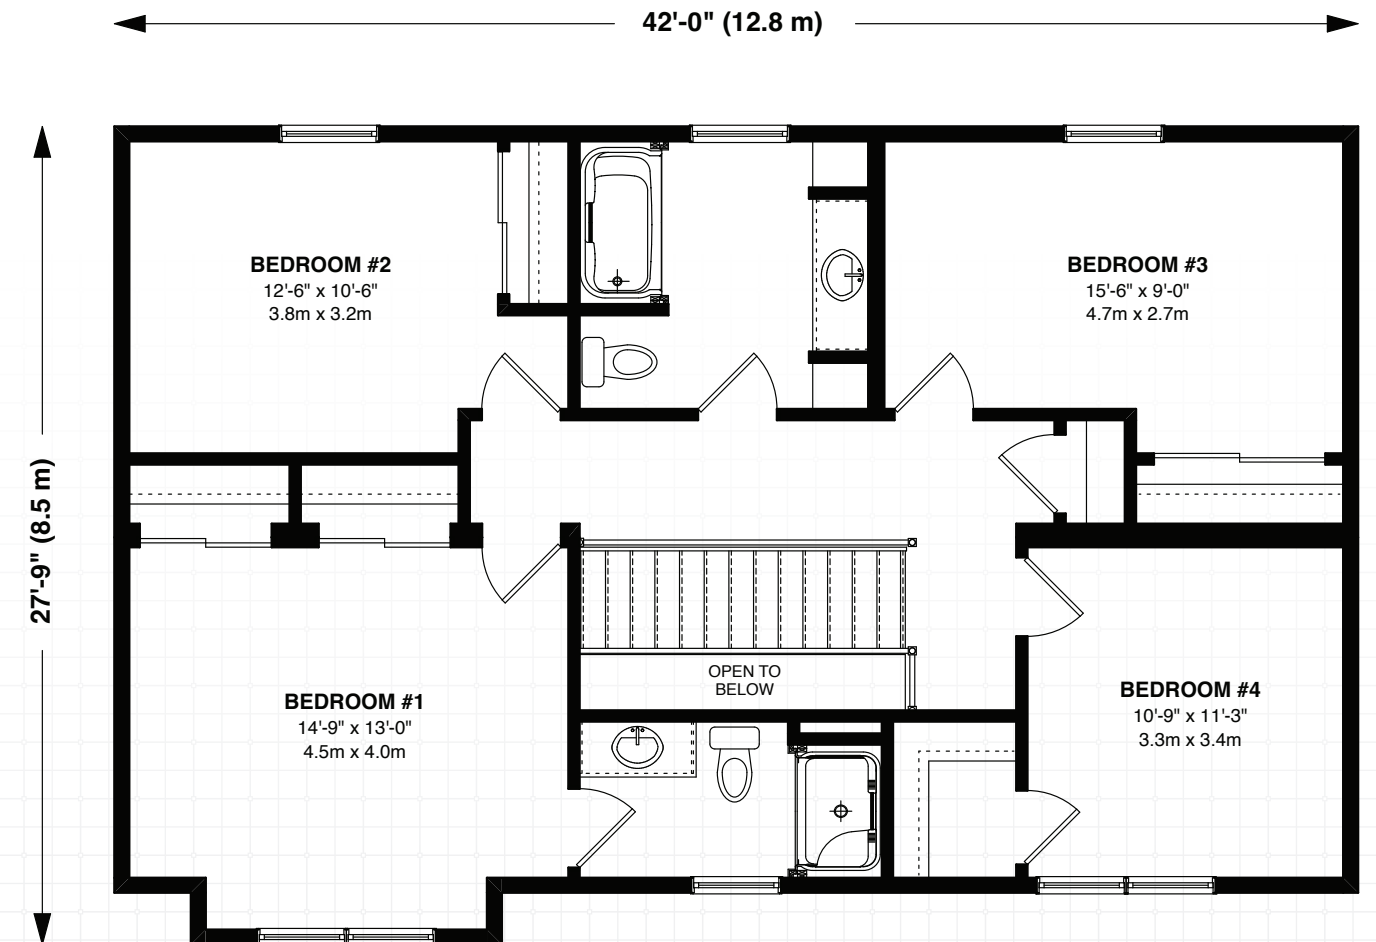 42'-0" (12.8 m)
27'-9" (8.5 m)
BEDROOM #2
12'-6" x 10'-6"
3.8m x 3.2m
BEDROOM #3
15'-6" x 9'-0"
4.7m x 2.7m
OPEN TO
BELOW
BEDROOM #1
14'-9" x 13'-0"
4.5m x 4.0m
BEDROOM #4
10'-9" x 11'-3"
3.3m x 3.4m